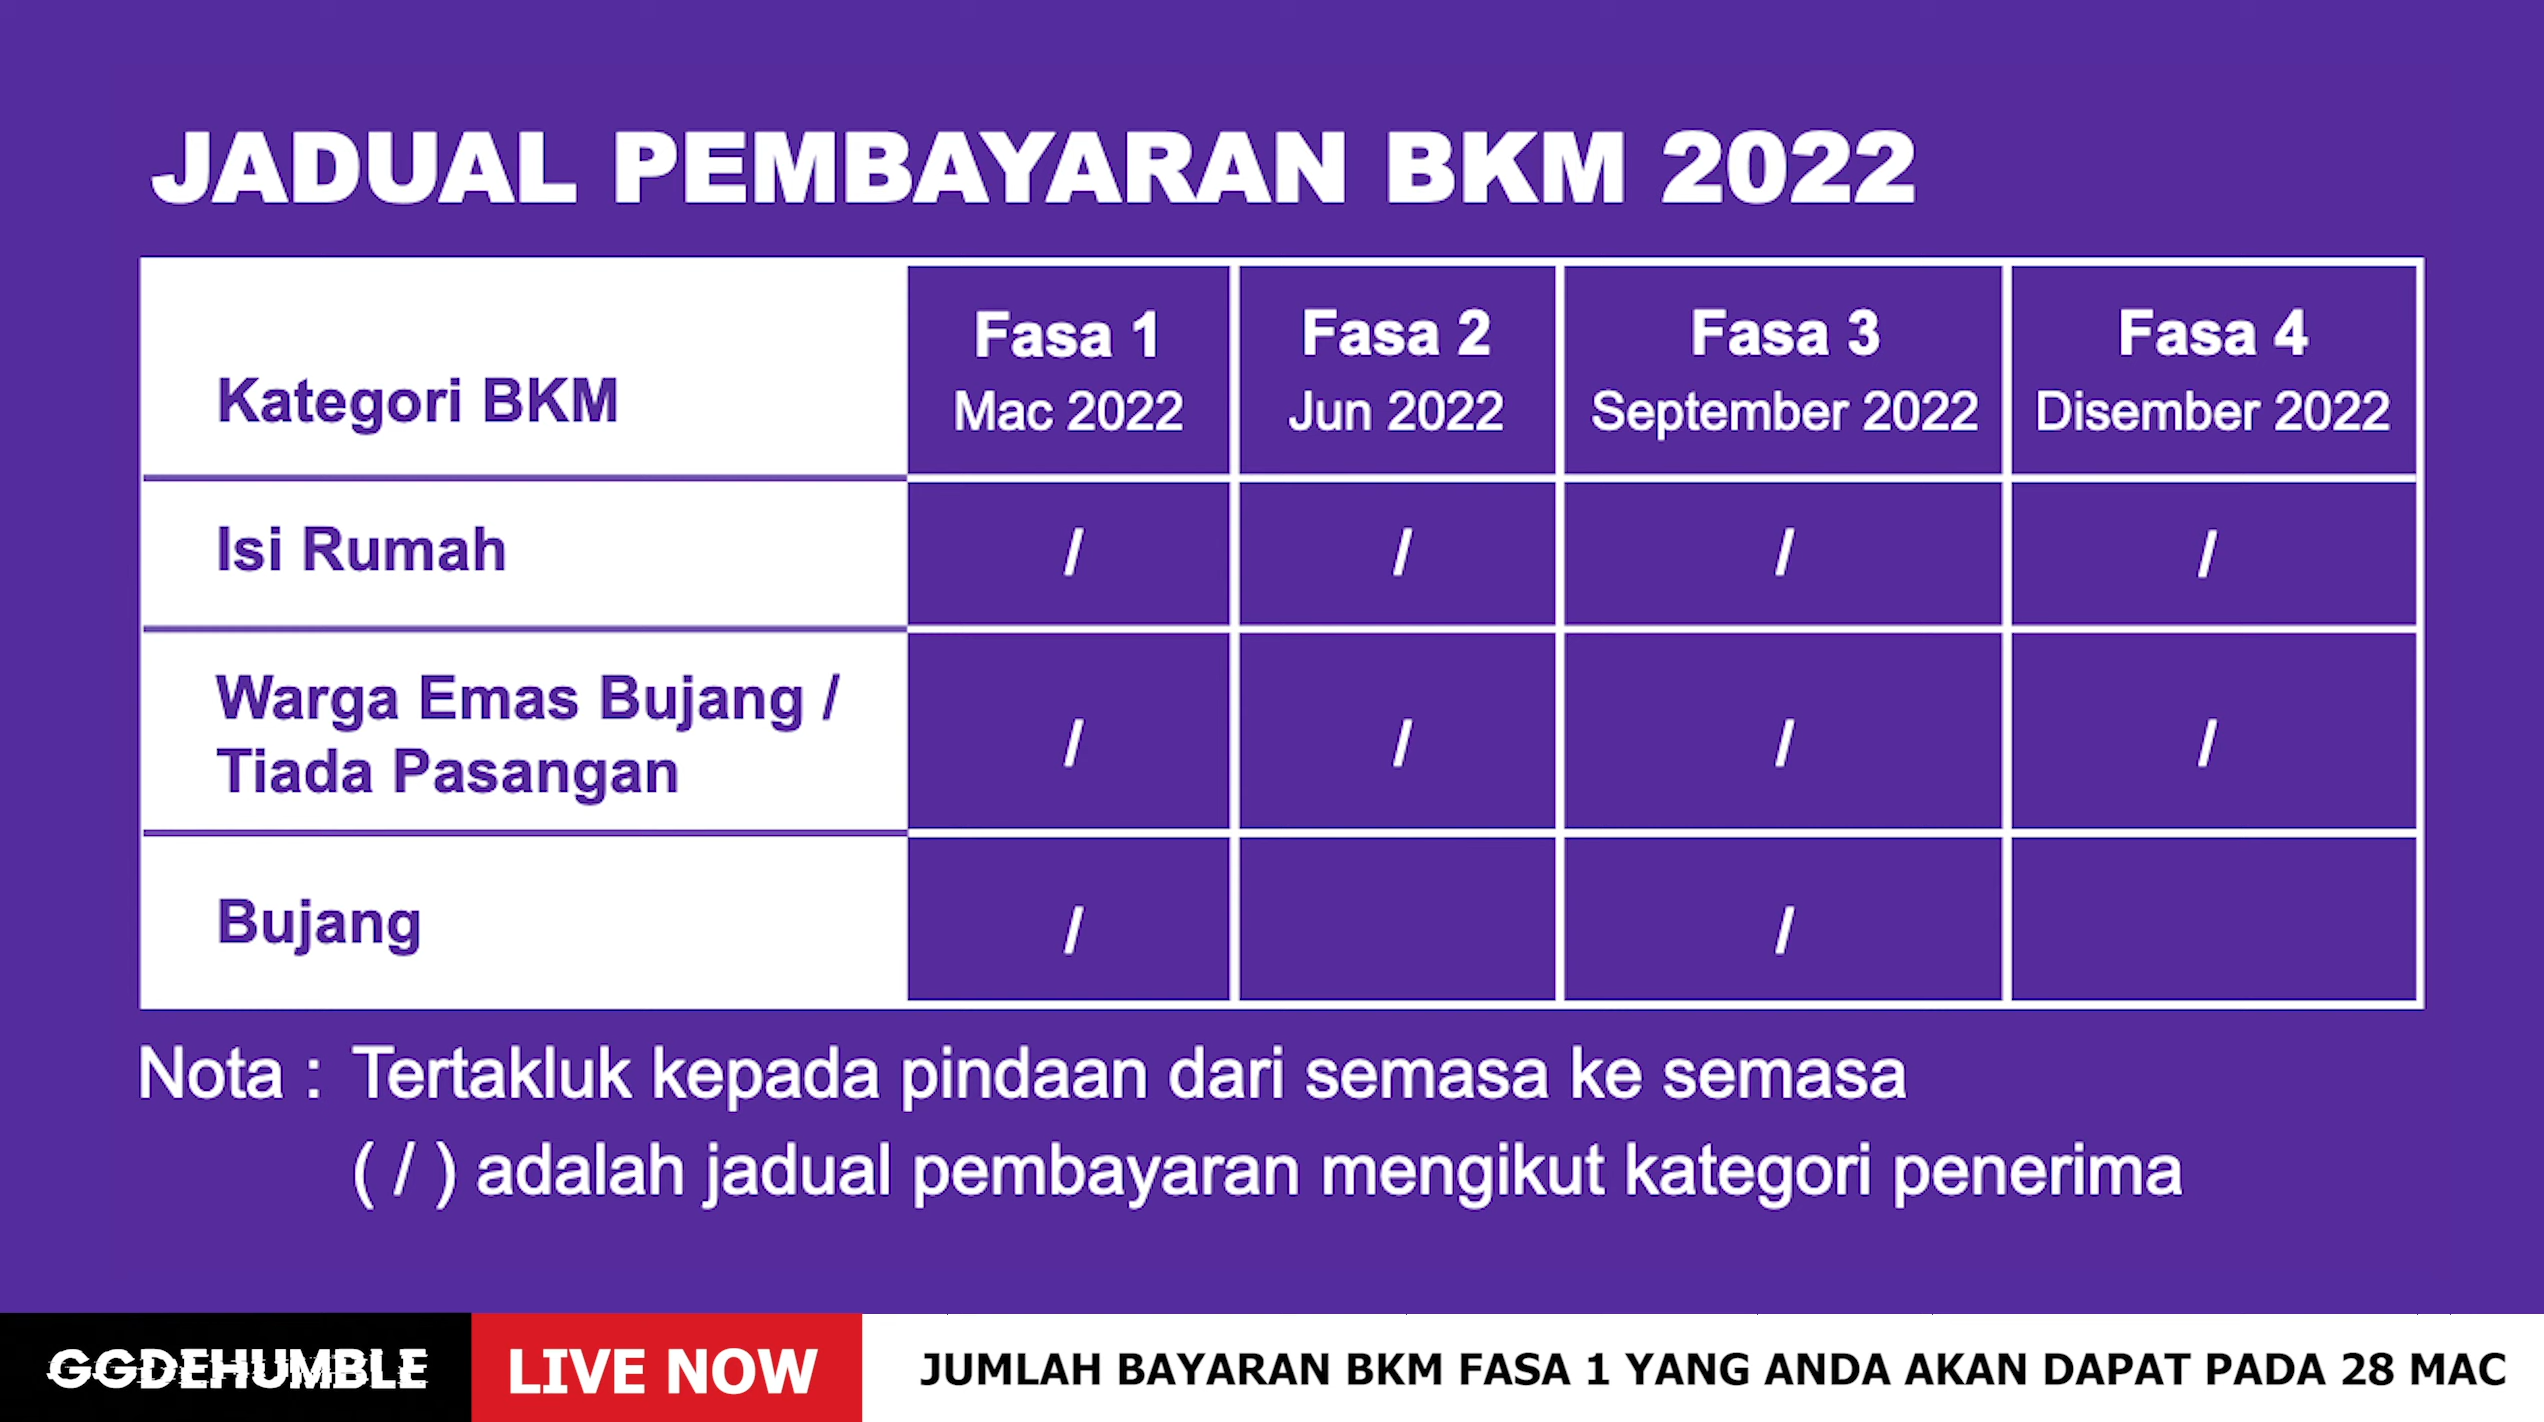 JADUAL PEMBAYARAN BKM 2022
Kategori BKM
Fasa 1
Mac 2022
Fasa 2
Jun 2022
Fasa 3
September 2022
Fasa 4
Disember 2022
Isi Rumah
/ / / /
Warga Emas Bujang /
Tiada Pasangan
/ / / /
Bujang
/ /
Nota : Tertakluk kepada pindaan dari semasa ke semasa
( / ) adalah jadual pembayaran mengikut kategori penerima
GGDEHUMBLE
LIVE NOW
JUMLAH BAYARAN BKM FASA 1 YANG ANDA AKAN DAPAT PADA 28 MAC